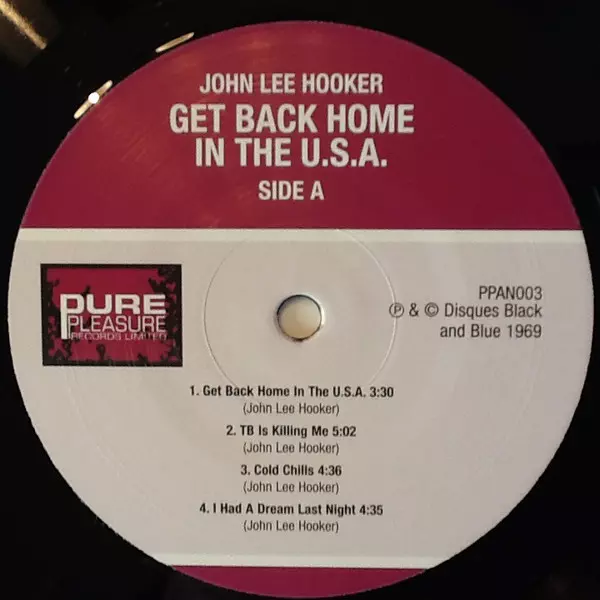 JOHN LEE HOOKER
GET BACK HOME
IN THE U.S.A.
SIDE A
PURE
PLEASURE
RECORDS LIMITED
PPAN003
℗ & © Disques Black
and Blue 1969
1. Get Back Home In The U.S.A. 3:30
(John Lee Hooker)
2. TB Is Killing Me 5:02
(John Lee Hooker)
3. Cold Chills 4:36
(John Lee Hooker)
4. I Had A Dream Last Night 4:35
(John Lee Hooker)